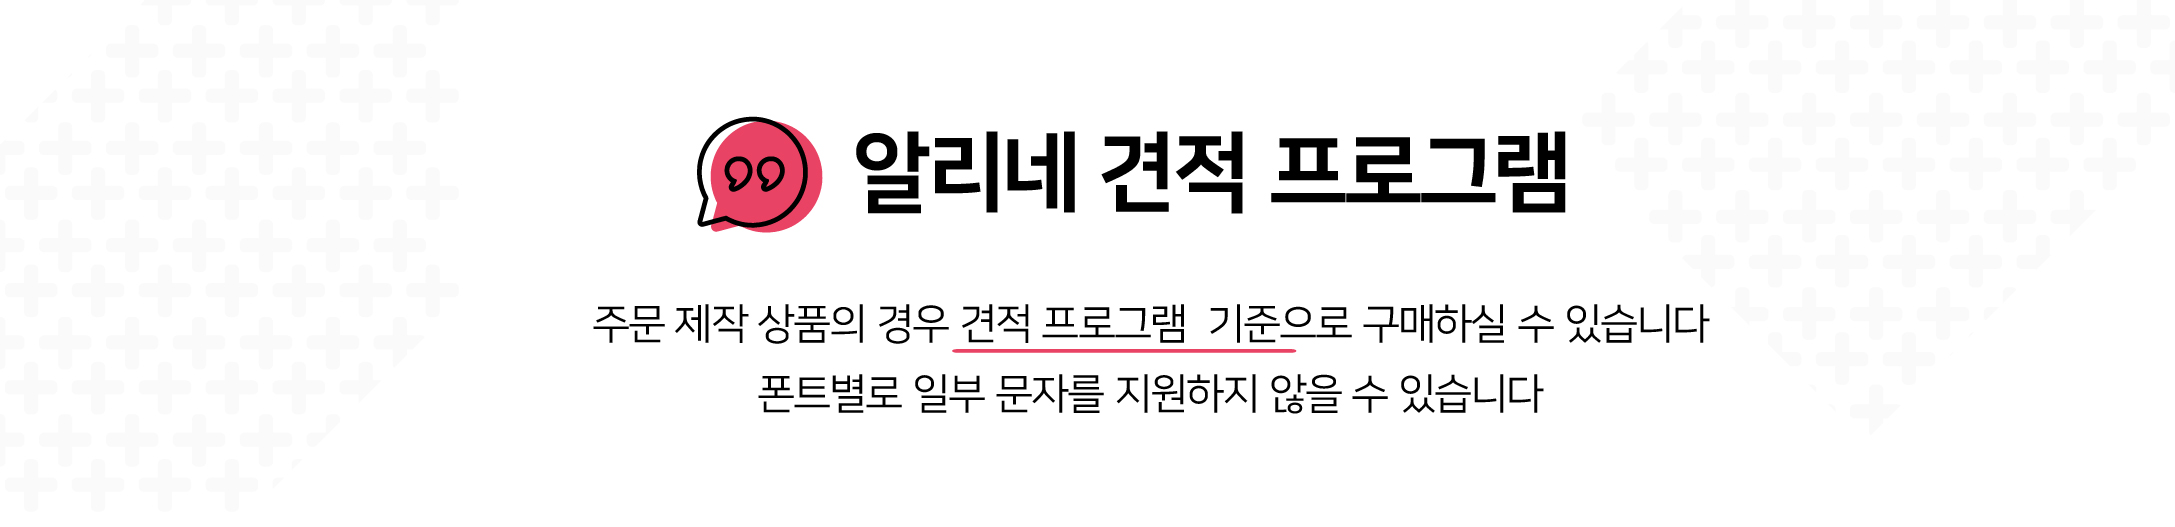 알리네 견적 프로그램
주문 제작 상품의 경우 견적 프로그램 기준으로 구매하실 수 있습니다
폰트별로 일부 문자를 지원하지 않을 수 있습니다